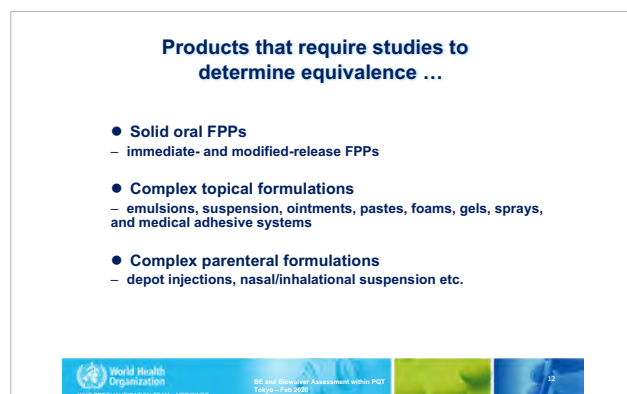 Products that require studies to
determine equivalence …
● Solid oral FPPs
– immediate- and modified-release FPPs
● Complex topical formulations
– emulsions, suspension, ointments, pastes, foams, gels, sprays,
and medical adhesive systems
● Complex parenteral formulations
– depot injections, nasal/inhalational suspension etc.
World Health
Organization
BE and Biowaiver Assessment within PQT
Tokyo – Feb 2020
12